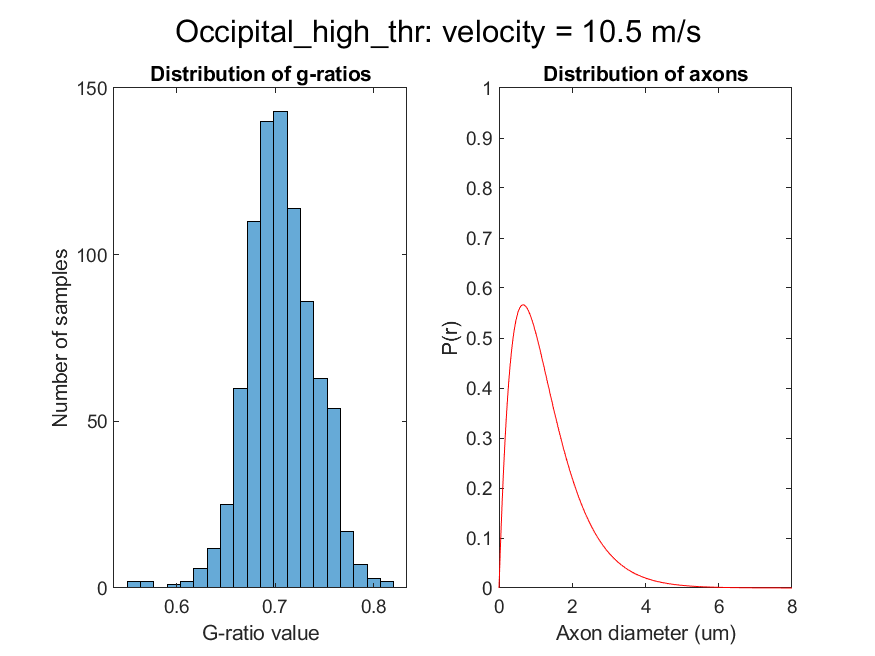 Occipital_high_thr: velocity = 10.5 m/s
Distribution of g-ratios
150
100
50
0
0.6 0.7 0.8
Number of samples
G-ratio value
Distribution of axons
1
0.9
0.8
0.7
0.6
0.5
0.4
0.3
0.2
0.1
0
0 2 4 6 8
P(r)
Axon diameter (um)